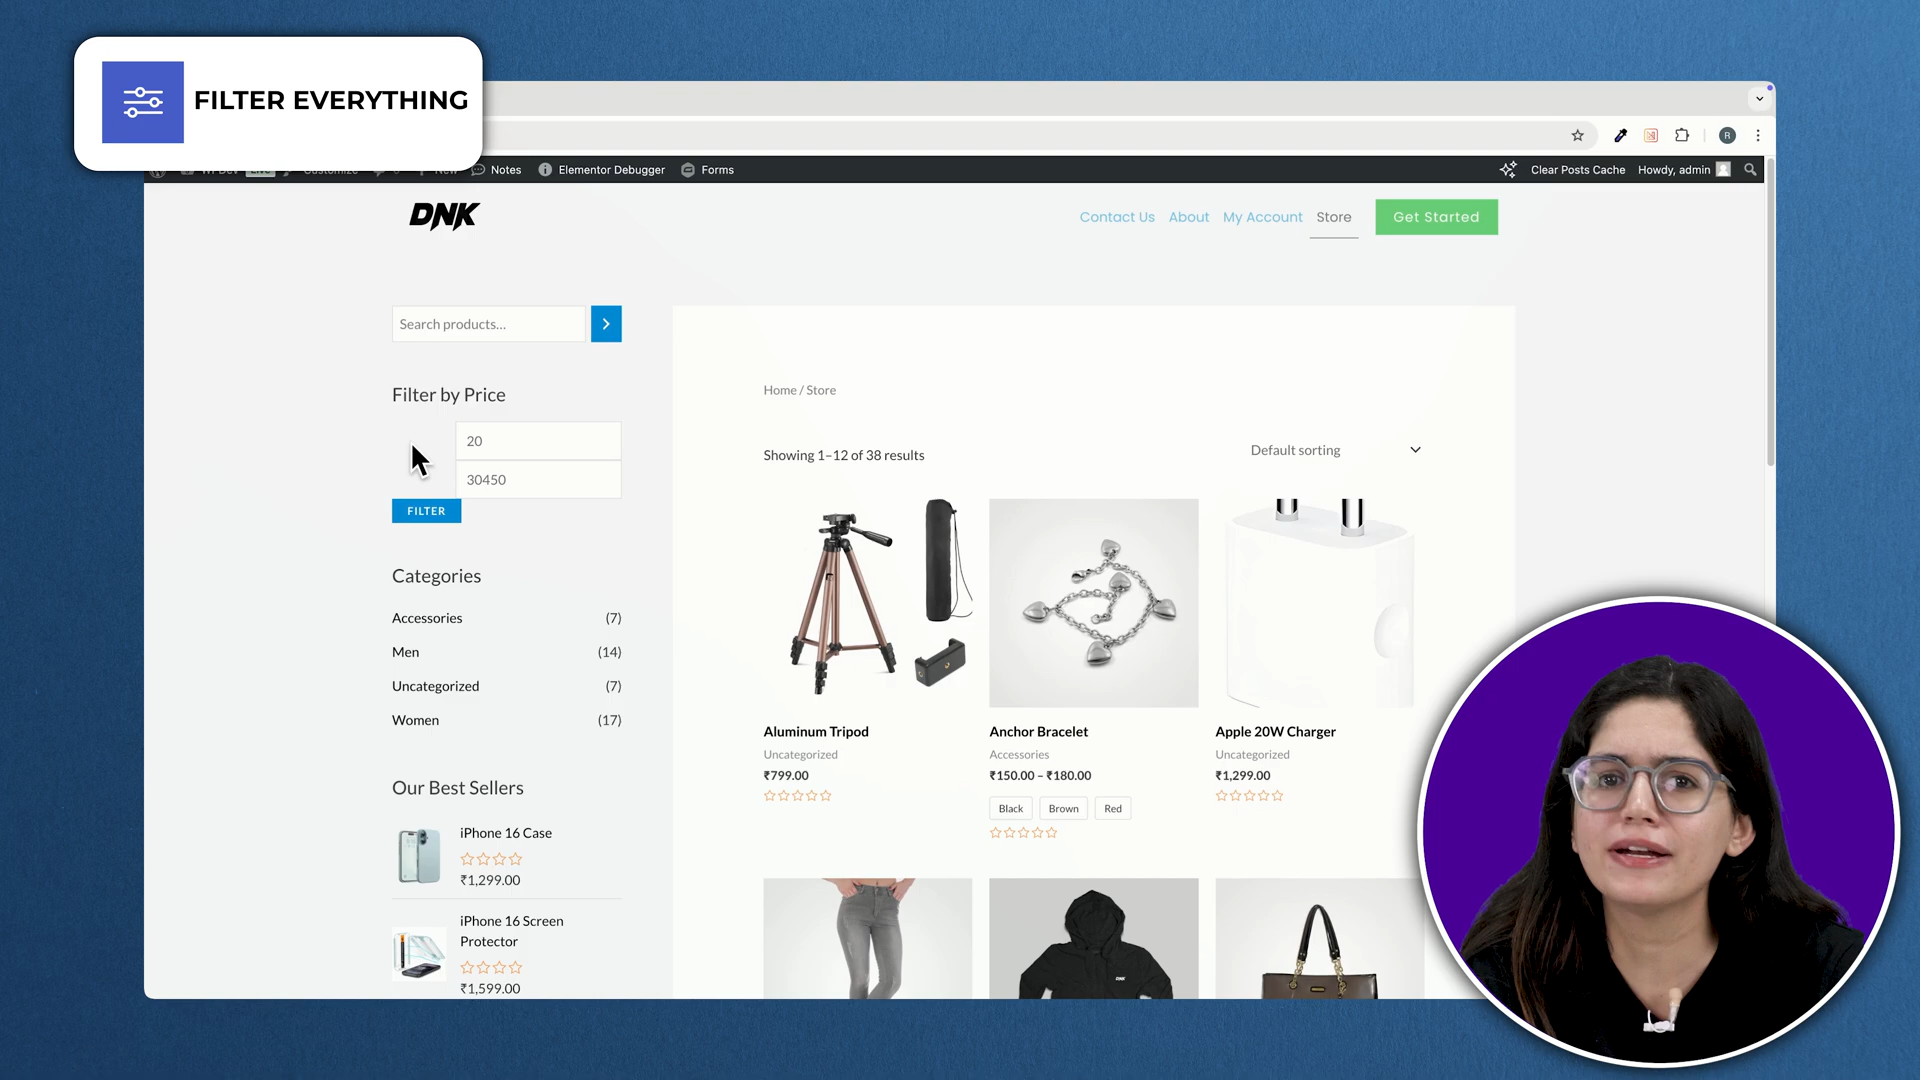 FILTER EVERYTHING
Notes
Elementor Debugger
Forms
Clear Posts Cache
Howdy, admin
R
DNK
Contact Us
About
My Account
Store
Get Started
Search products...
Filter by Price
20
30450
FILTER
Categories
Accessories (7)
Men (14)
Uncategorized (7)
Women (17)
Our Best Sellers
iPhone 16 Case
₹1,299.00
iPhone 16 Screen
Protector
₹1,599.00
Home / Store
Showing 1–12 of 38 results
Default sorting
Aluminum Tripod
Uncategorized
₹799.00
Anchor Bracelet
Accessories
₹150.00 – ₹180.00
Black
Brown
Red
Apple 20W Charger
Uncategorized
₹1,299.00
DNK